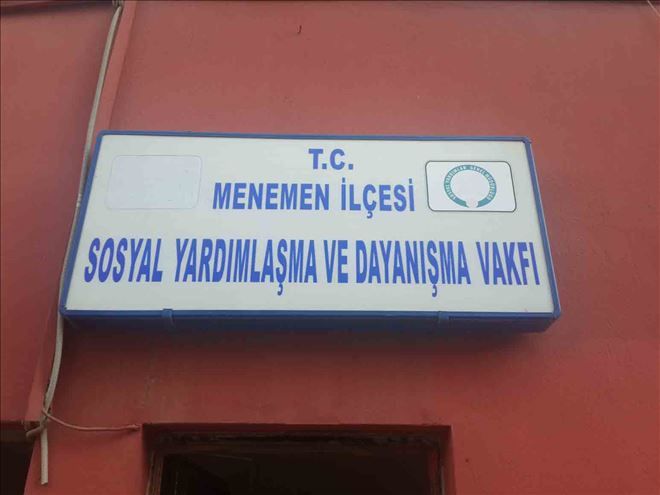 T.C.
MENEMEN İLÇESİ
SOSYAL YARDIMLAŞMA VE DAYANIŞMA VAKFI